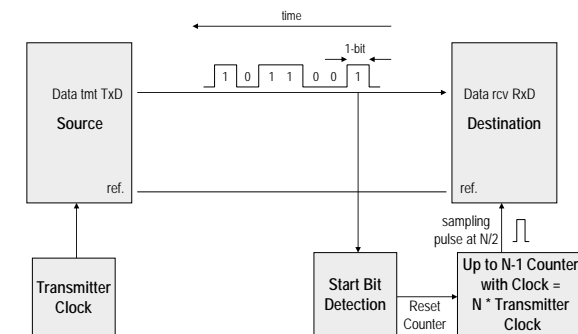 time
1-bit
1 0 1 1 0 0 1
Data tmt TxD
Source
ref.
Data rcv RxD
Destination
ref.
sampling
pulse at N/2
Transmitter
Clock
Start Bit
Detection
Reset
Counter
Up to N-1 Counter
with Clock =
N * Transmitter
Clock